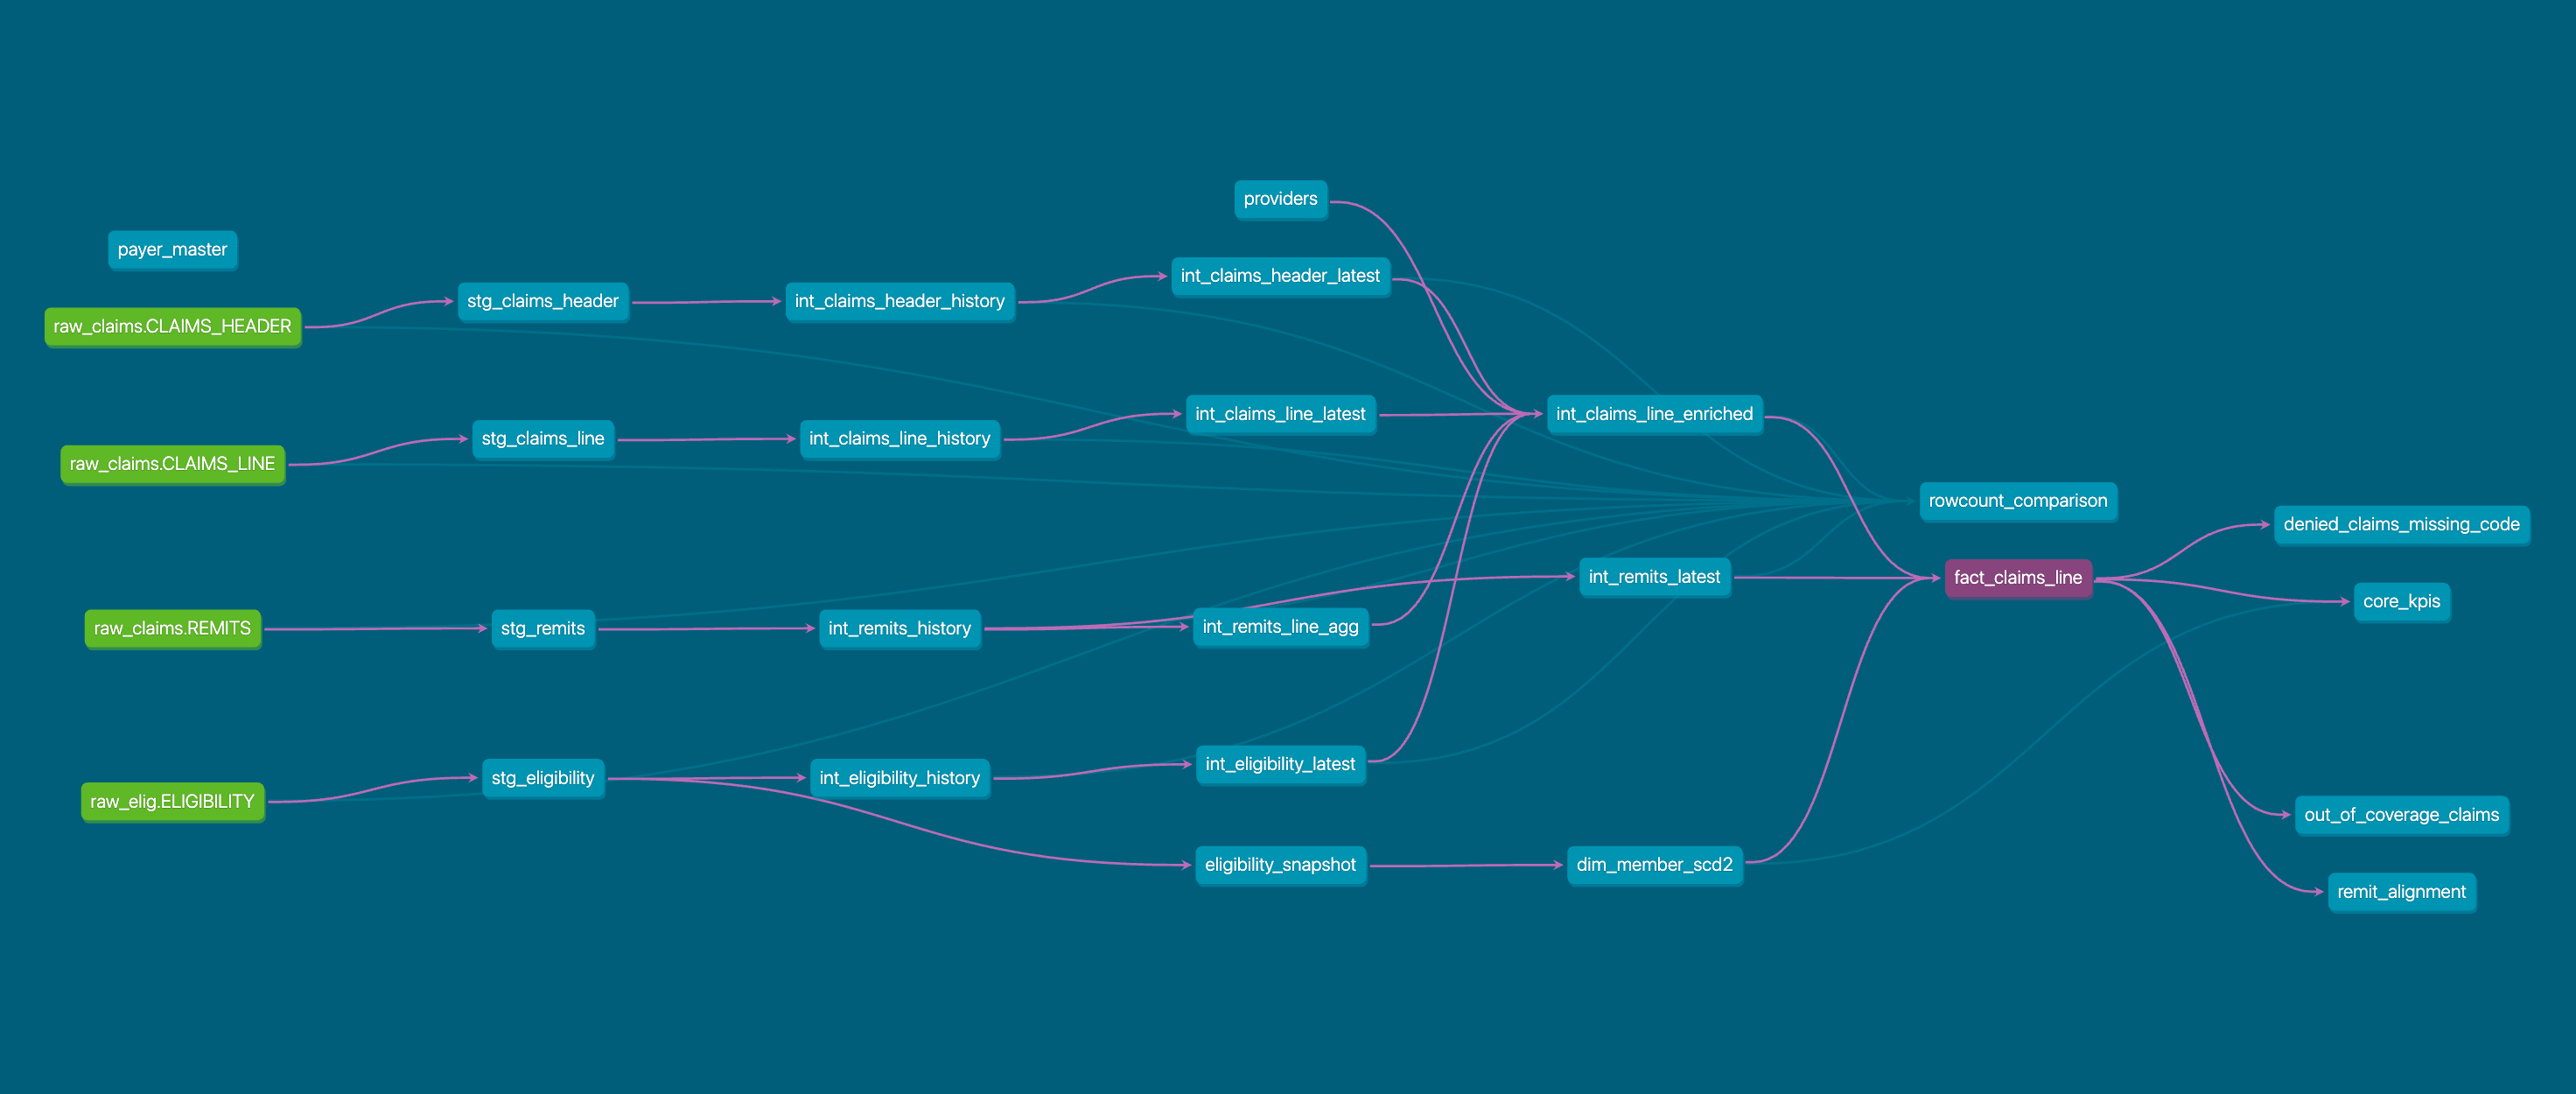 providers
payer_master
int_claims_header_latest
stg_claims_header
int_claims_header_history
raw_claims.CLAIMS_HEADER
int_claims_line_latest
int_claims_line_enriched
stg_claims_line
int_claims_line_history
raw_claims.CLAIMS_LINE
rowcount_comparison
denied_claims_missing_code
int_remits_latest
fact_claims_line
core_kpis
raw_claims.REMITS
stg_remits
int_remits_history
int_remits_line_agg
int_eligibility_latest
stg_eligibility
int_eligibility_history
raw_elig.ELIGIBILITY
out_of_coverage_claims
eligibility_snapshot
dim_member_scd2
remit_alignment